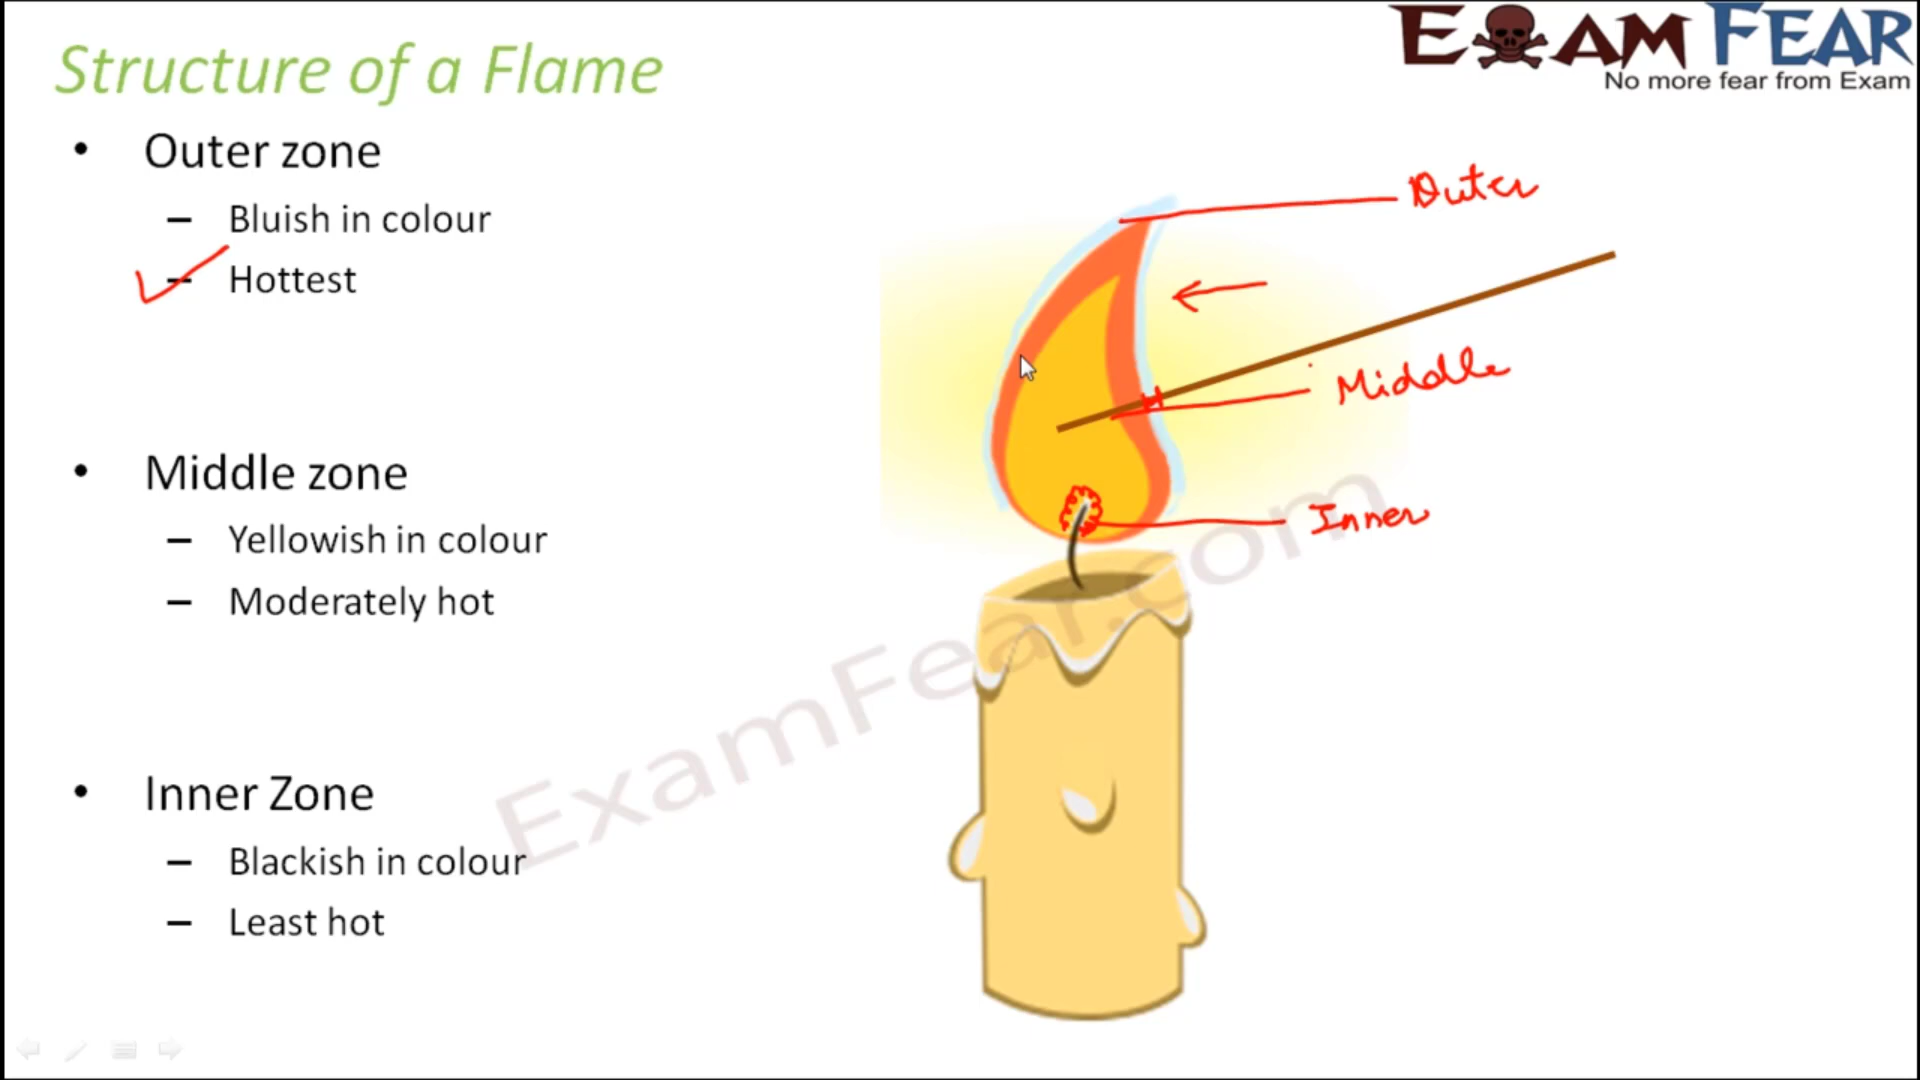 EXAM FEAR
No more fear from Exam
Structure of a Flame
• Outer zone
– Bluish in colour
– Hottest
• Middle zone
– Yellowish in colour
– Moderately hot
• Inner Zone
– Blackish in colour
– Least hot
Outer
Middle
Inner
ExamFear.com